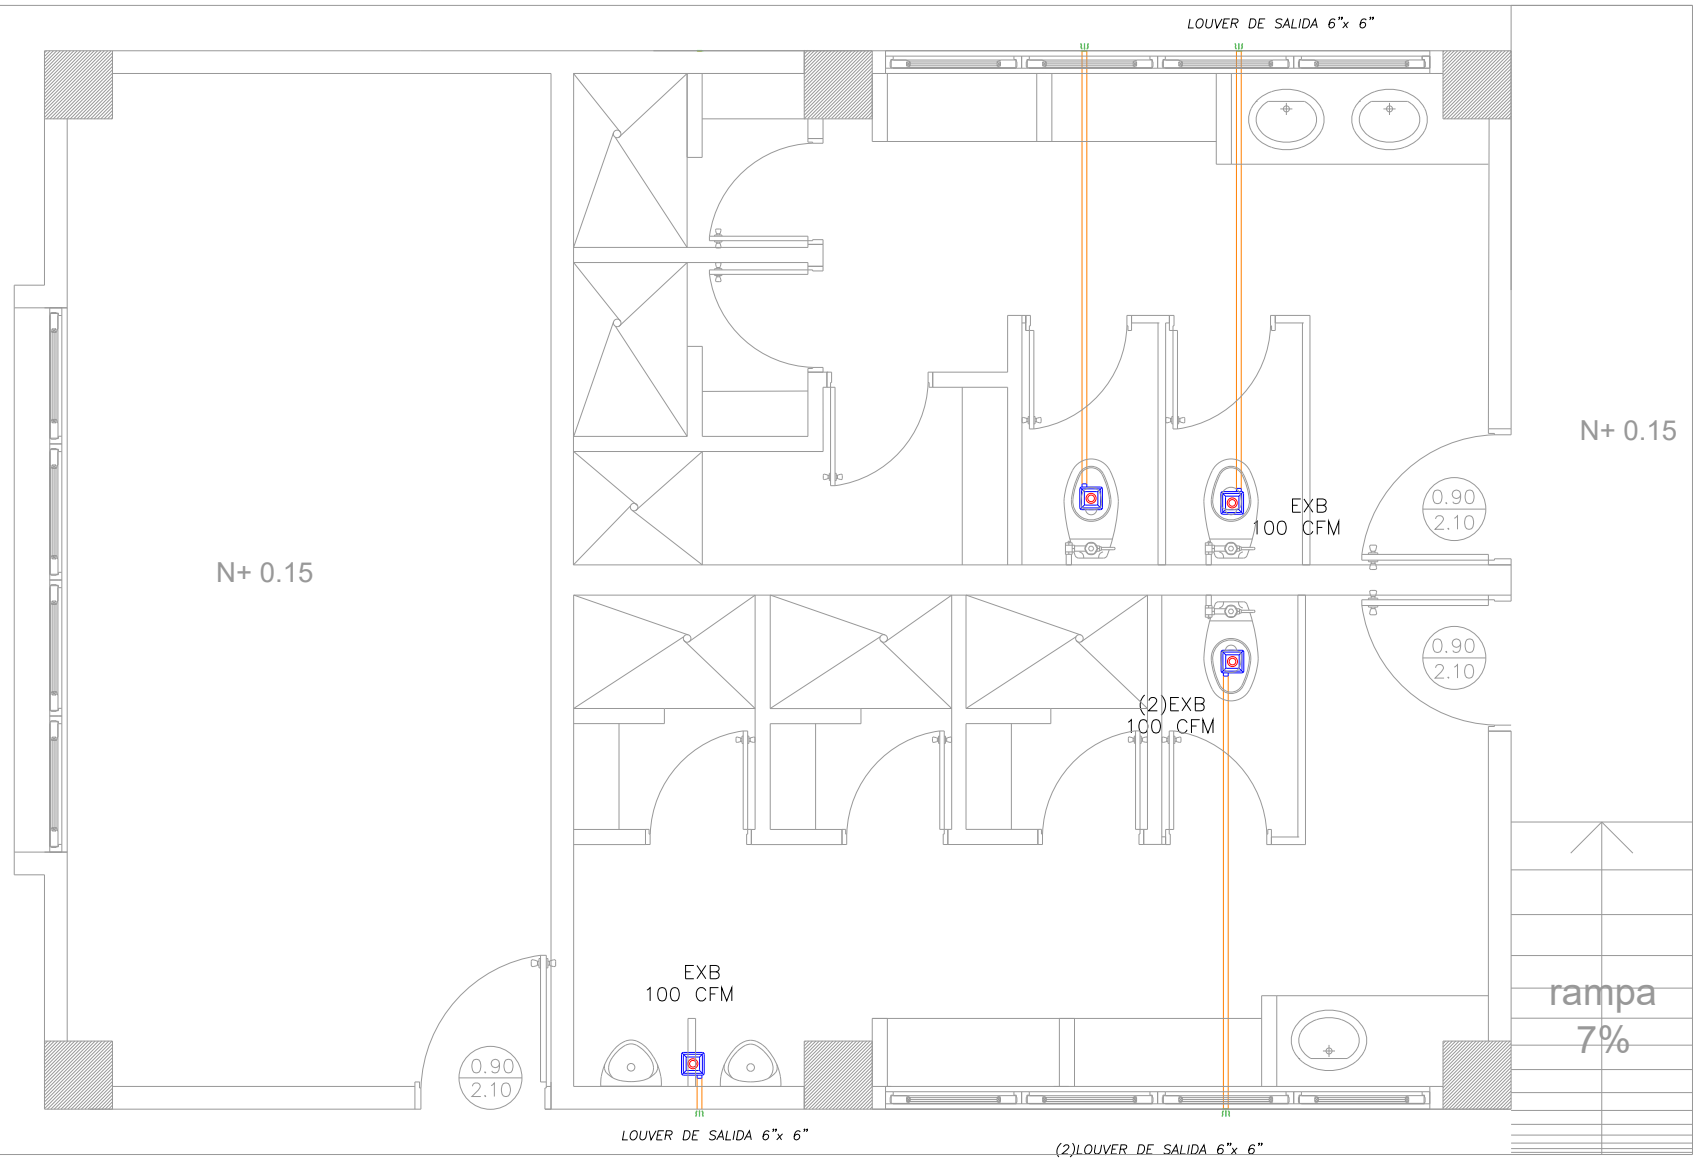 LOUVER DE SALIDA 6"x 6"
N+ 0.15
0.90
2.10
EXB
100 CFM
N+ 0.15
0.90
2.10
(2)EXB
100 CFM
EXB
100 CFM
rampa
7%
0.90
2.10
LOUVER DE SALIDA 6"x 6"
(2)LOUVER DE SALIDA 6"x 6"